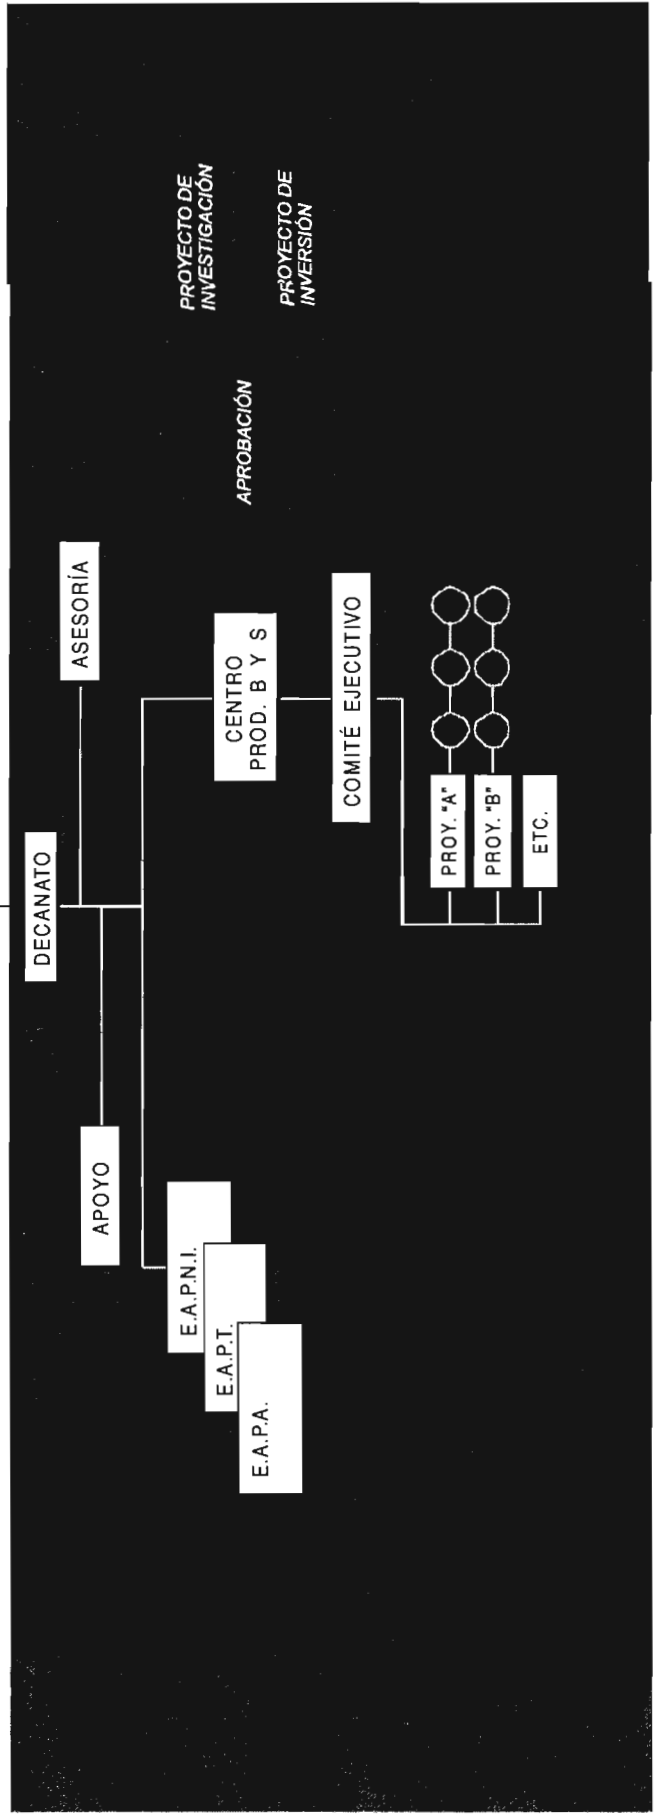 DECANATO
ASESORÍA
APOYO
E.A.P.N.I.
E.A.P.T.
E.A.P.A.
CENTRO
PROD. B Y S
COMITÉ EJECUTIVO
PROY. "A"
PROY. "B"
ETC.
APROBACIÓN
PROYECTO DE
INVESTIGACIÓN
PROYECTO DE
INVERSIÓN